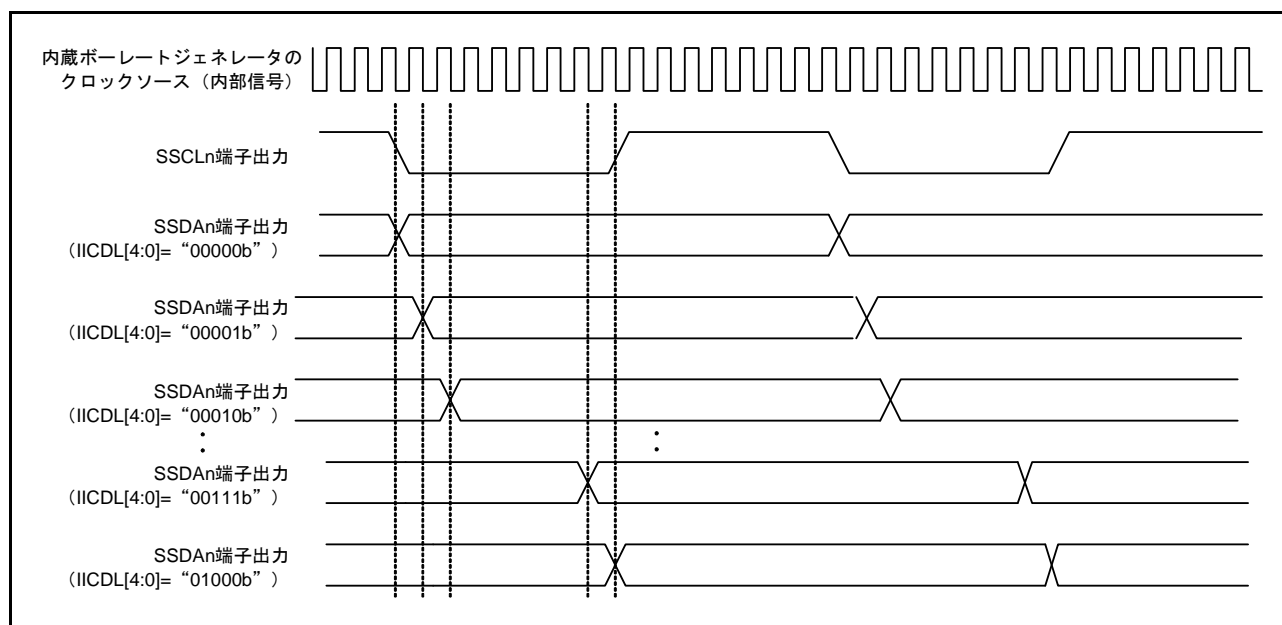 内蔵ボーレートジェネレータの
クロックソース（内部信号）
SSCLn端子出力
SSDAn端子出力
（IICDL[4:0]=“00000b”）
SSDAn端子出力
（IICDL[4:0]=“00001b”）
SSDAn端子出力
（IICDL[4:0]=“00010b”）
SSDAn端子出力
（IICDL[4:0]=“00111b”）
SSDAn端子出力
（IICDL[4:0]=“01000b”）